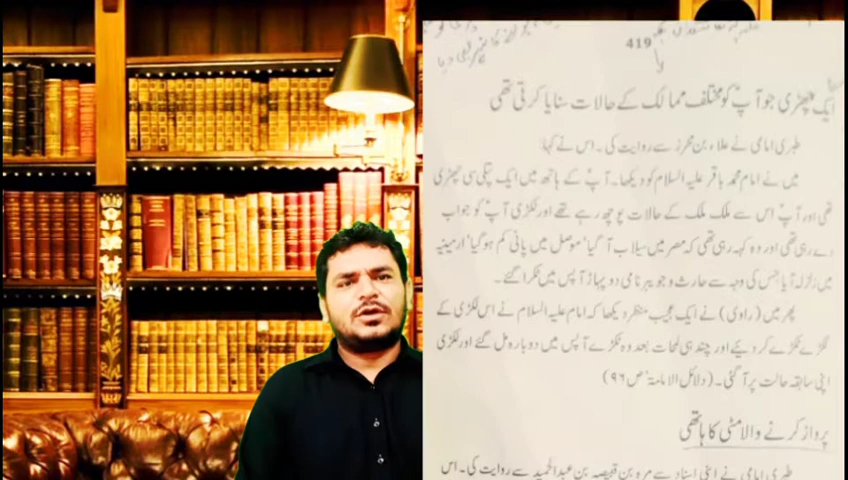 419
ایک چھڑی جو آپؑ کو مختلف ممالک کے حالات سنایا کرتی تھی
طبری امامی نے علاء بن محرز سے روایت کی۔ اس نے کہا:
میں نے امام محمد باقر علیہ السلام کو دیکھا۔ آپؑ کے ہاتھ میں ایک پتلی سی چھڑی
تھی اور آپؑ اس سے ملک ملک کے حالات پوچھ رہے تھے اور لکڑی آپؑ کو جواب
دے رہی تھی اور وہ کہہ رہی تھی کہ مصر میں سیلاب آ گیا، موصل میں پانی کم ہو گیا، ارمینیہ
میں زلزلہ آیا جس کی وجہ سے حارث و جویبر نامی دو پہاڑ آپس میں ٹکرا گئے۔
پھر میں (راوی) نے ایک عجیب منظر دیکھا کہ امام علیہ السلام نے اس لکڑی کے
ٹکڑے ٹکڑے کر دیئے اور چند ہی لمحات بعد وہ ٹکڑے آپس میں دوبارہ مل گئے اور لکڑی
اپنی سابقہ حالت پر آ گئی۔ (دلائل الامامۃ، ص ۹۶)
پرواز کرنے والا مٹی کا ہاتھی
طبری امامی نے اپنی اسناد سے مرہ بن قبیصہ بن عبدالحمید سے روایت کی۔ اس